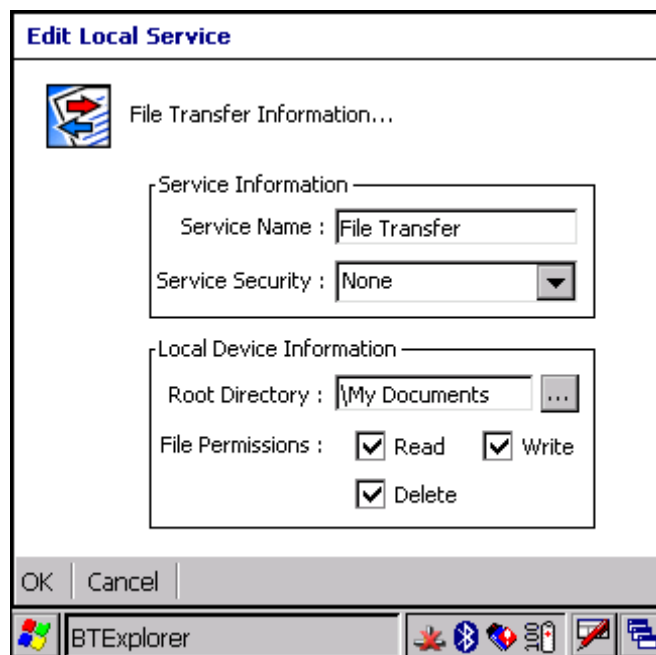 Edit Local Service
File Transfer Information...
Service Information
Service Name : File Transfer
Service Security : None
Local Device Information
Root Directory : \My Documents ...
File Permissions : Read Write
Delete
OK Cancel
BTExplorer